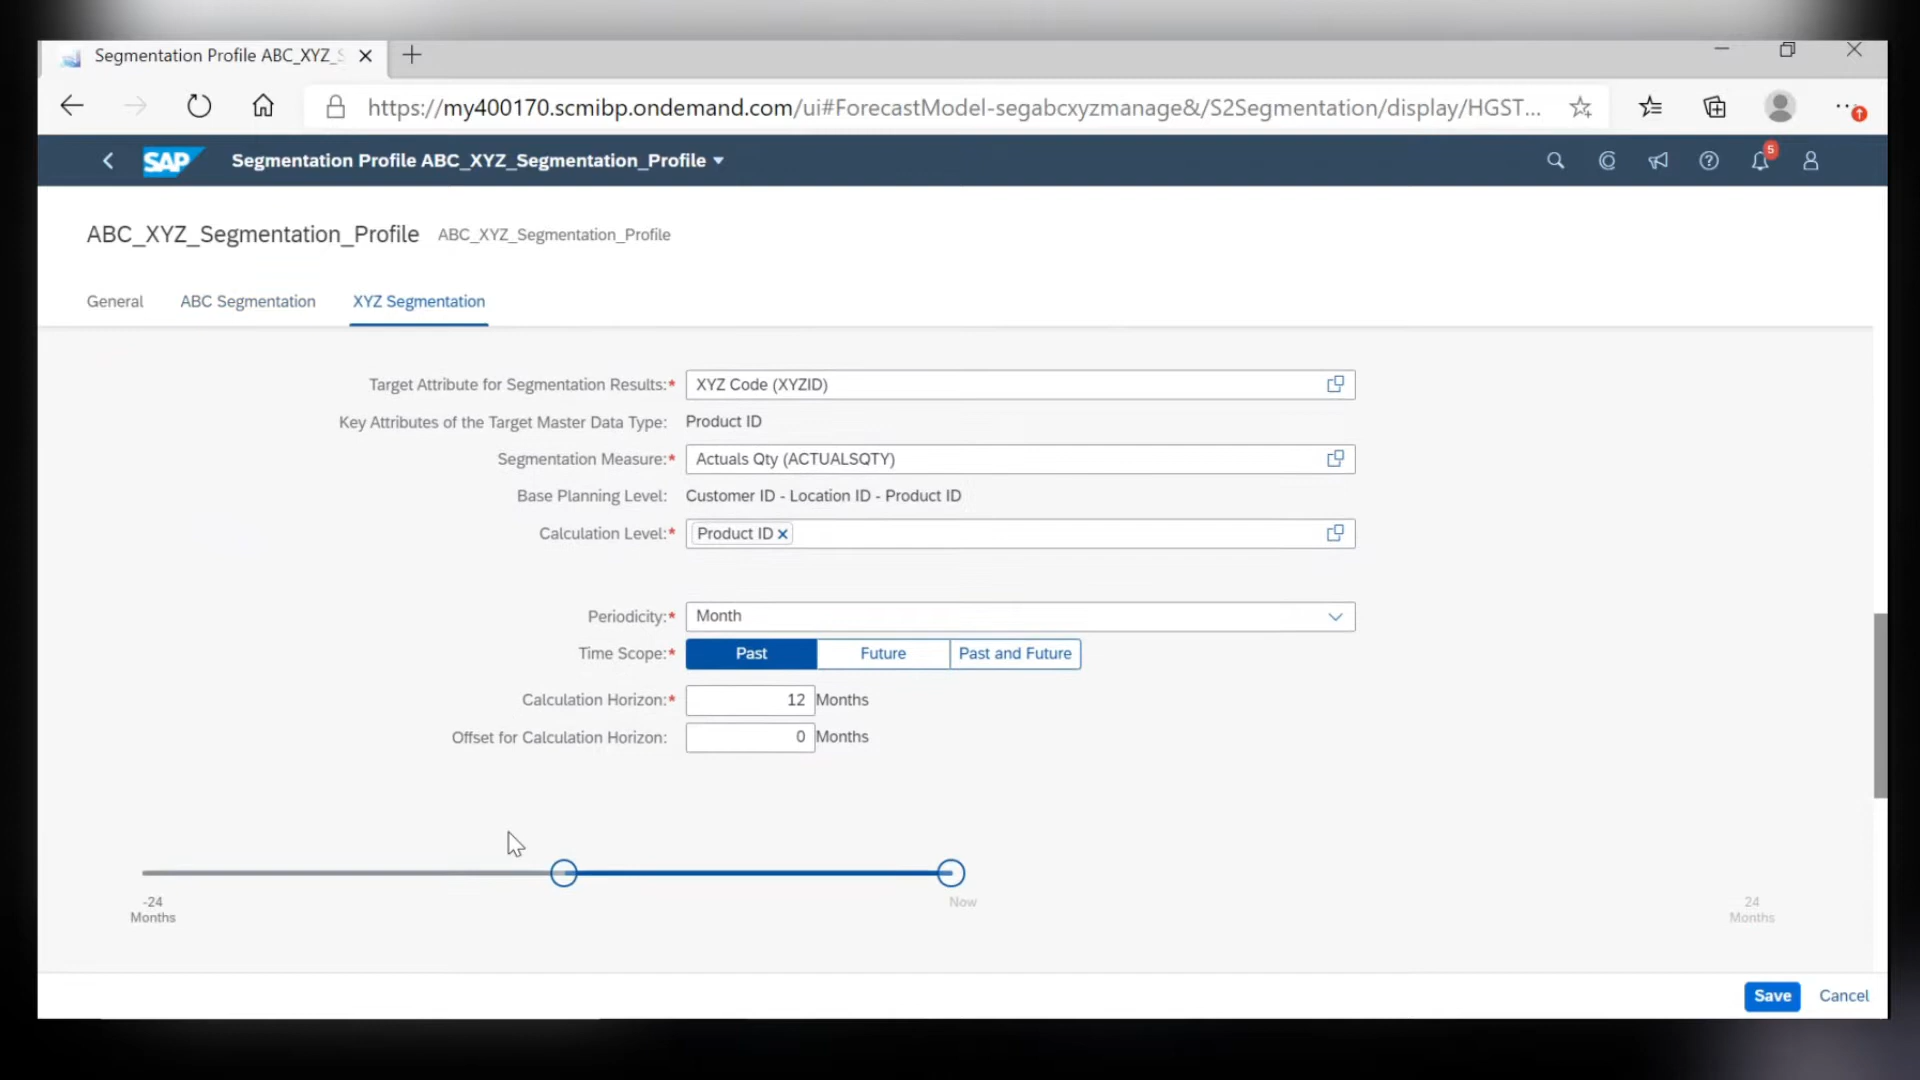 Segmentation Profile ABC_XYZ_S
https://my400170.scmibp.ondemand.com/ui#ForecastModel-segabcxyzmanage&/S2Segmentation/display/HGST...
SAP Segmentation Profile ABC_XYZ_Segmentation_Profile
5
ABC_XYZ_Segmentation_Profile ABC_XYZ_Segmentation_Profile
General ABC Segmentation XYZ Segmentation
Target Attribute for Segmentation Results:* XYZ Code (XYZID)
Key Attributes of the Target Master Data Type: Product ID
Segmentation Measure:* Actuals Qty (ACTUALSQTY)
Base Planning Level: Customer ID - Location ID - Product ID
Calculation Level:* Product ID
Periodicity:* Month
Time Scope:* Past Future Past and Future
Calculation Horizon:* 12 Months
Offset for Calculation Horizon: 0 Months
-24 Now 24
Months Months
Save Cancel